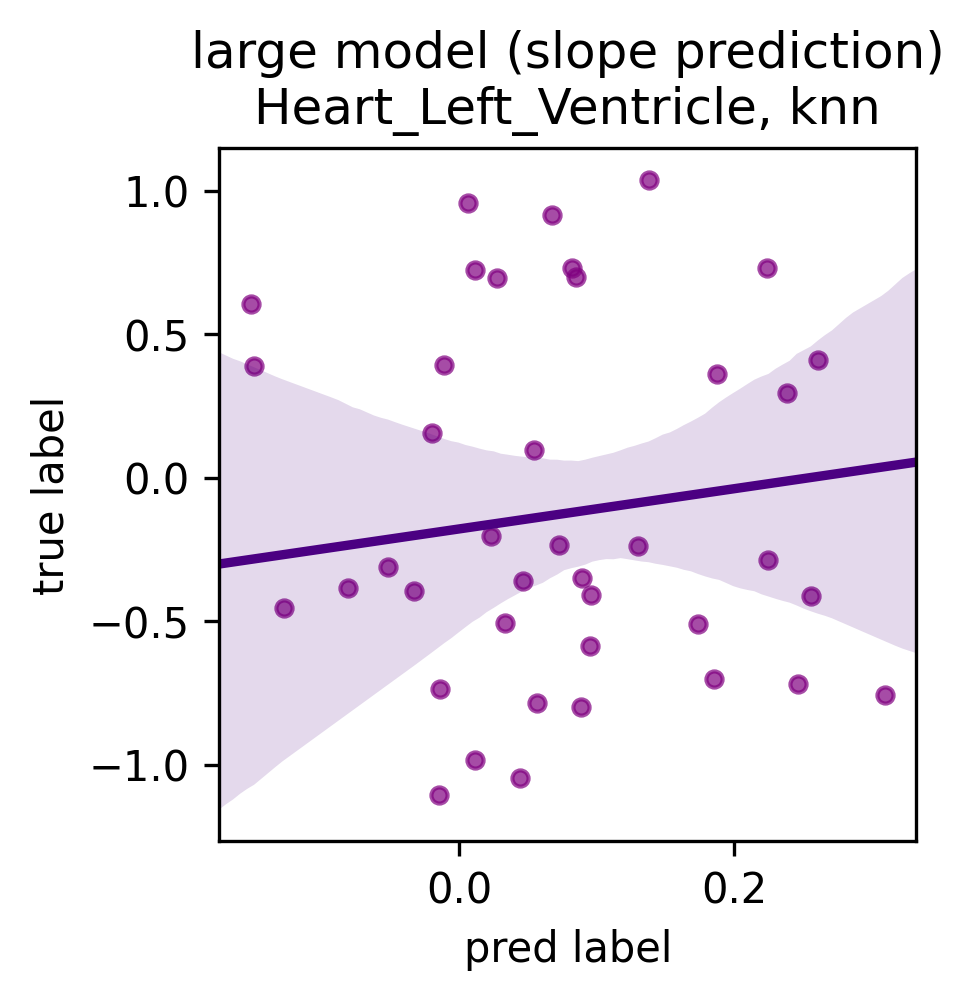 large model (slope prediction)
Heart_Left_Ventricle, knn
1.0
0.5
0.0
−0.5
−1.0
true label
0.0 0.2
pred label